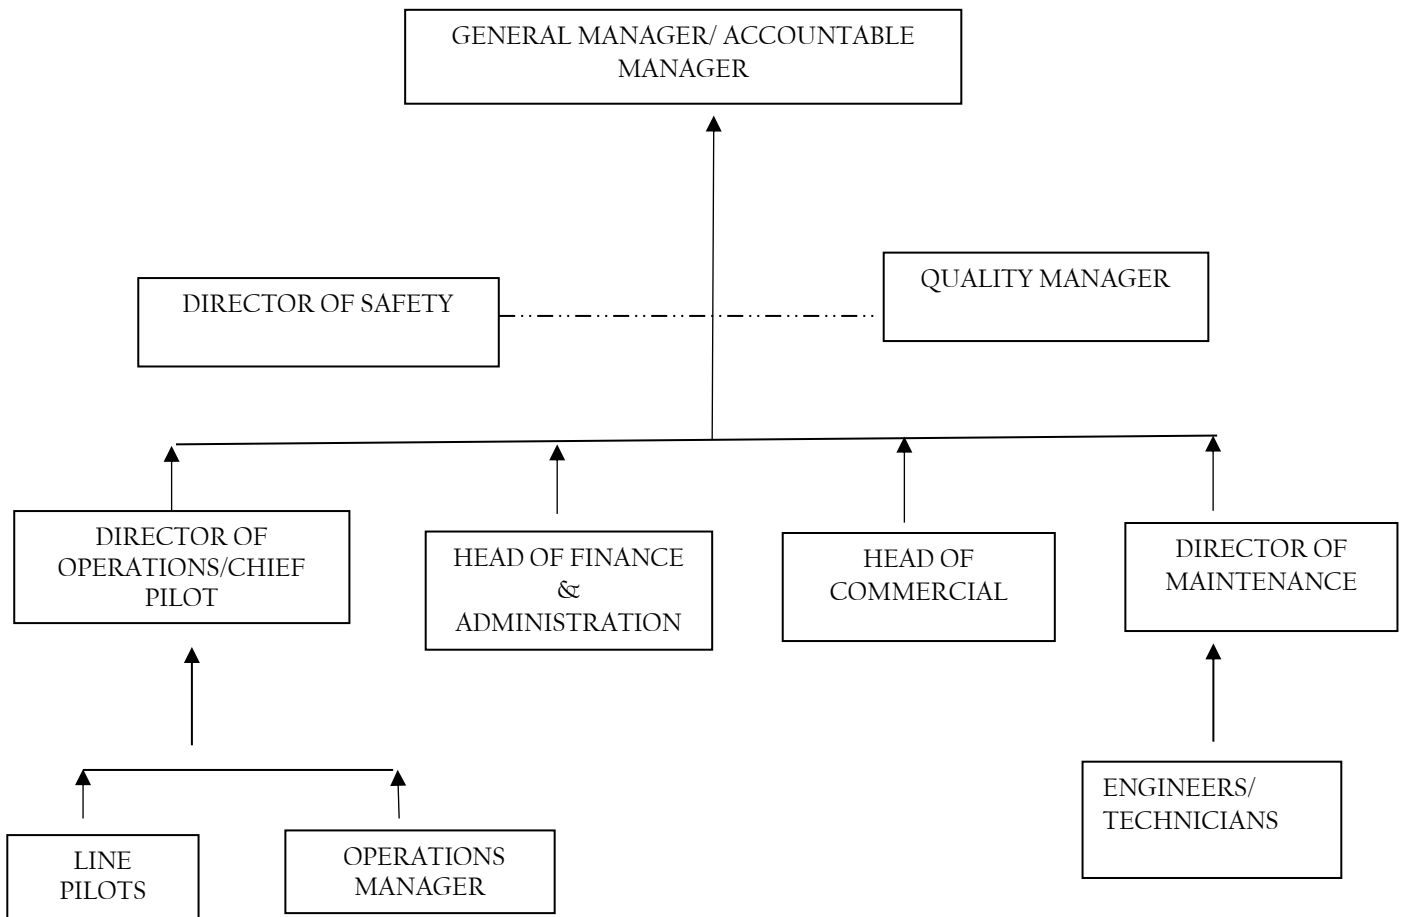 GENERAL MANAGER/ ACCOUNTABLE
MANAGER
DIRECTOR OF SAFETY
QUALITY MANAGER
DIRECTOR OF
OPERATIONS/CHIEF
PILOT
HEAD OF FINANCE
&
ADMINISTRATION
HEAD OF
COMMERCIAL
DIRECTOR OF
MAINTENANCE
LINE
PILOTS
OPERATIONS
MANAGER
ENGINEERS/
TECHNICIANS